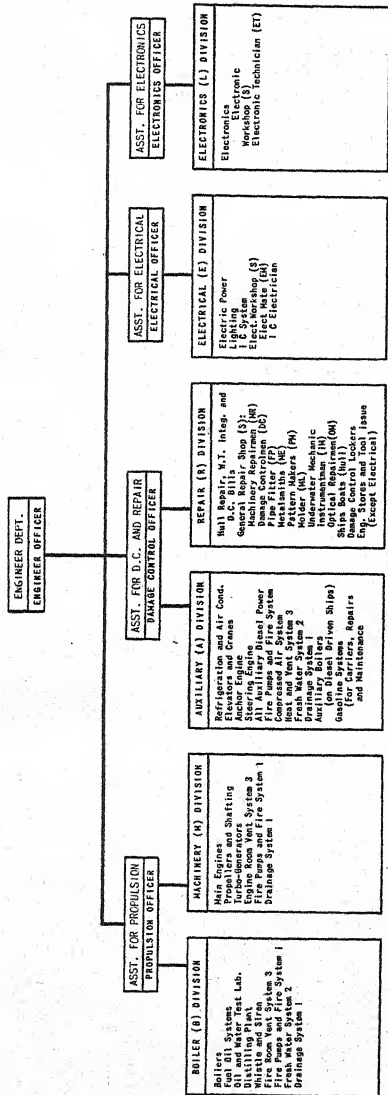 ENGINEER DEPT.
ENGINEER OFFICER
ASST. FOR PROPULSION
PROPULSION OFFICER
ASST. FOR D.C. AND REPAIR
DAMAGE CONTROL OFFICER
ASST. FOR ELECTRICAL
ELECTRICAL OFFICER
ASST. FOR ELECTRONICS
ELECTRONICS OFFICER
BOILER (B) DIVISION
Boilers
Fuel Oil Systems
Oil and Water Test Lab.
Distilling Plant
Whistle and Siren
Fire Room Vent System 3
Fire Pumps and Fire System 1
Fresh Water System 2
Drainage System 1
MACHINERY (M) DIVISION
Main Engines
Propellers and Shafting
Turbo-Generators
Engine Room Vent System 3
Fire Pumps and Fire System 1
Drainage System 1
AUXILIARY (A) DIVISION
Refrigeration and Air Cond.
Elevators and Cranes
Anchor Engine
Steering Engine
All Auxiliary Diesel Power
Fire Pumps and Fire System
Compressed Air System
Heat and Vent System 3
Fresh Water System 2
Drainage System 1
Auxiliary Boilers
(on Diesel Driven Ships)
Gasoline Systems
(For Carriers, Repairs
and Maintenance
REPAIR (R) DIVISION
Hull Repair, W.T. Integ. and
D.C. Bills
General Repair Shop (S):
Machinery Repairmen (MR)
Damage Controlmen (DC)
Pipe Fitter (FP)
Metalsmiths (ME)
Pattern Makers (PM)
Molder (ML)
Underwater Mechanic
Instrumentman (IM)
Optical Repairmen(OM)
Ships Boats (Hull)
Damage Control Lockers
Eng. Stores and Tool Issue
(Except Electrical)
ELECTRICAL (E) DIVISION
Electric Power
Lighting
I C System
Elect.Workshop (S)
Elect Mate (EM)
I C Electrician
ELECTRONICS (L) DIVISION
Electronics
Electronic
Workshop (S)
Electronic Technician (ET)